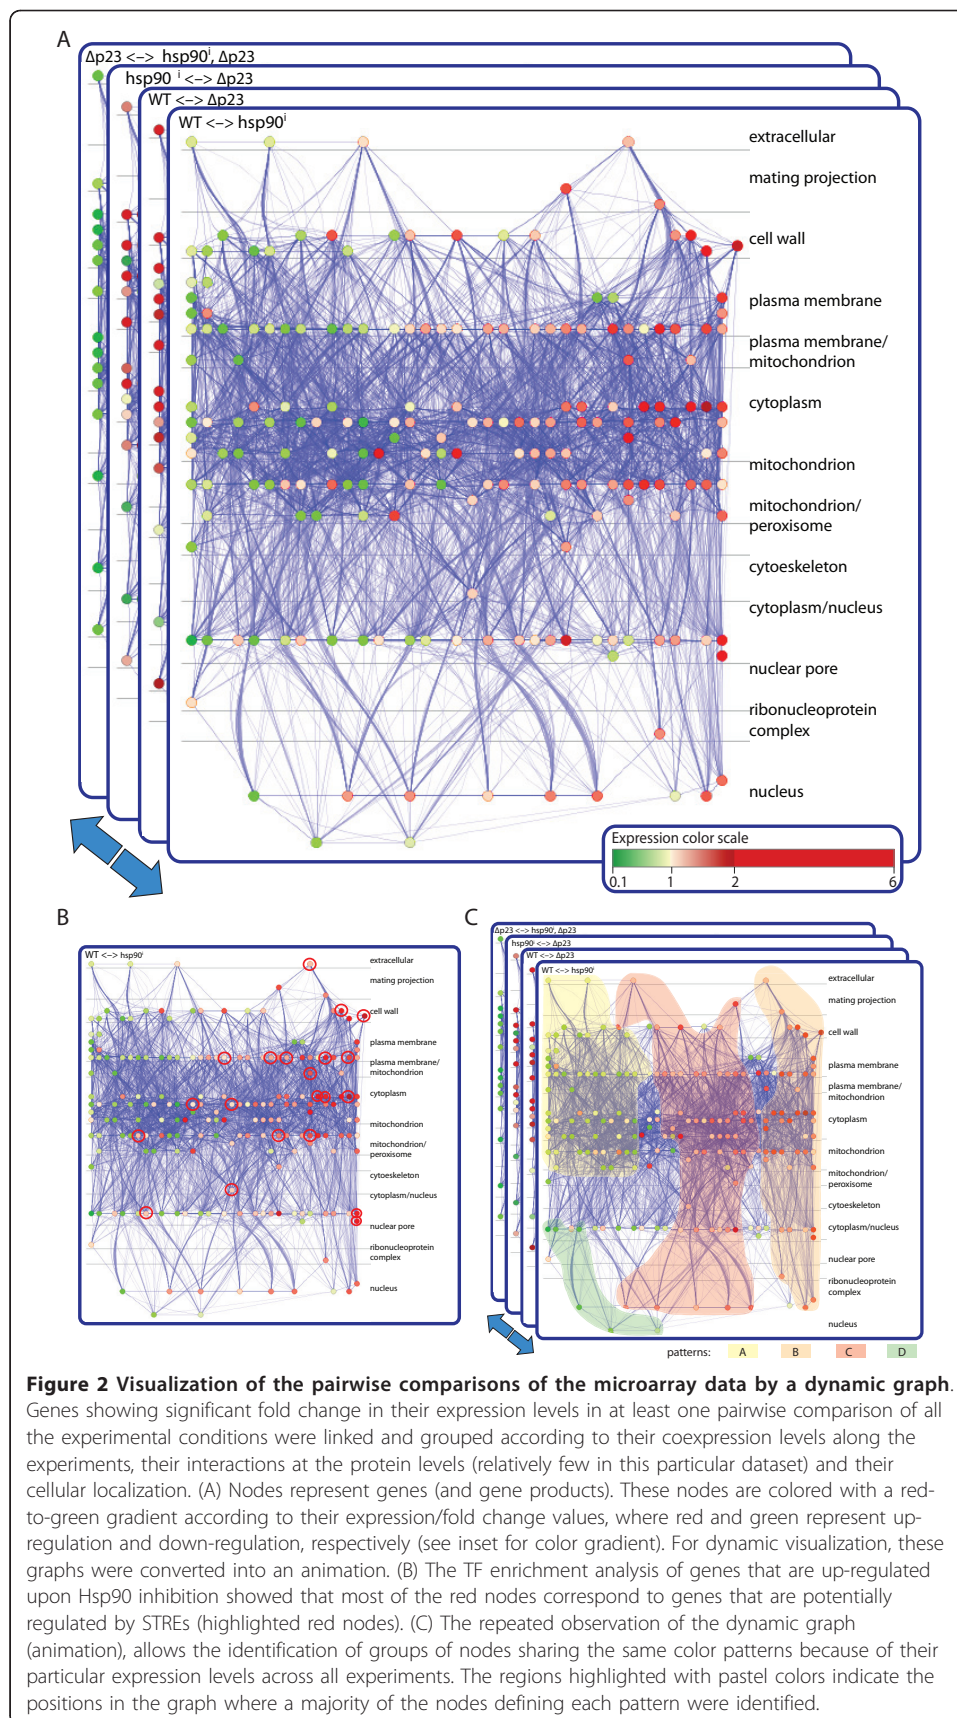 A
Δp23 <–> hsp90i, Δp23
hsp90 i <–> Δp23
WT <–> Δp23
WT <–> hsp90i
extracellular
mating projection
cell wall
plasma membrane
plasma membrane/
mitochondrion
cytoplasm
mitochondrion
mitochondrion/
peroxisome
cytoeskeleton
cytoplasm/nucleus
nuclear pore
ribonucleoprotein
complex
nucleus
Expression color scale
0.1 1 2 6
B
WT <–> hsp90i
extracellular
mating projection
cell wall
plasma membrane
plasma membrane/
mitochondrion
cytoplasm
mitochondrion
mitochondrion/
peroxisome
cytoeskeleton
cytoplasm/nucleus
nuclear pore
ribonucleoprotein
complex
nucleus
C
Δp23 <–> hsp90i, Δp23
hsp90i <–> Δp23
WT <–> Δp23
WT <–> hsp90i
extracellular
mating projection
cell wall
plasma membrane
plasma membrane/
mitochondrion
cytoplasm
mitochondrion
mitochondrion/
peroxisome
cytoeskeleton
cytoplasm/nucleus
nuclear pore
ribonucleoprotein
complex
nucleus
patterns: A B C D
Figure 2 Visualization of the pairwise comparisons of the microarray data by a dynamic graph.
Genes showing significant fold change in their expression levels in at least one pairwise comparison of all
the experimental conditions were linked and grouped according to their coexpression levels along the
experiments, their interactions at the protein levels (relatively few in this particular dataset) and their
cellular localization. (A) Nodes represent genes (and gene products). These nodes are colored with a red-
to-green gradient according to their expression/fold change values, where red and green represent up-
regulation and down-regulation, respectively (see inset for color gradient). For dynamic visualization, these
graphs were converted into an animation. (B) The TF enrichment analysis of genes that are up-regulated
upon Hsp90 inhibition showed that most of the red nodes correspond to genes that are potentially
regulated by STREs (highlighted red nodes). (C) The repeated observation of the dynamic graph
(animation), allows the identification of groups of nodes sharing the same color patterns because of their
particular expression levels across all experiments. The regions highlighted with pastel colors indicate the
positions in the graph where a majority of the nodes defining each pattern were identified.